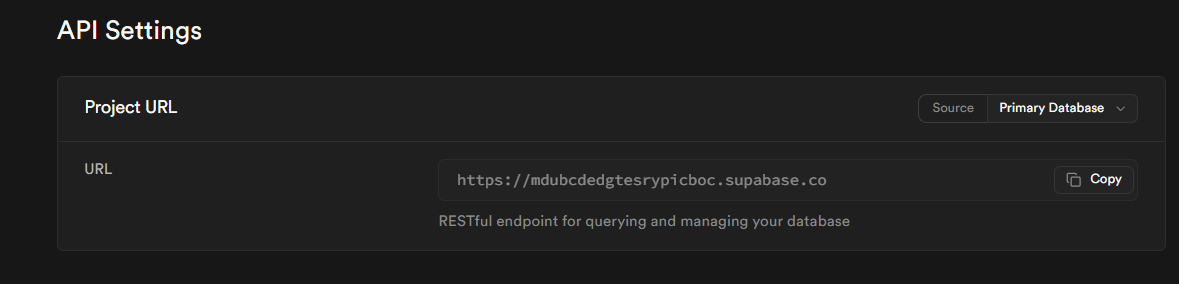 API Settings
Project URL
Source Primary Database
URL
https://mdubcdedgtesrypicboc.supabase.co
Copy
RESTful endpoint for querying and managing your database